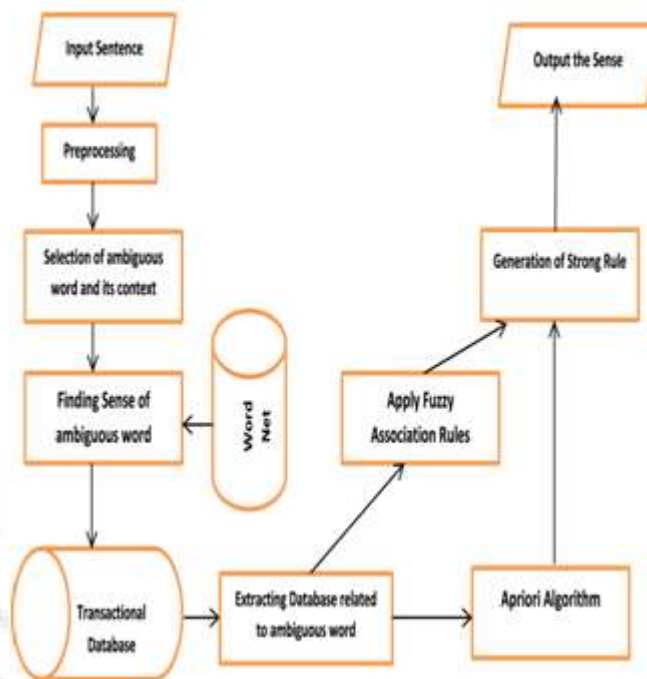 Input Sentence
Preprocessing
Selection of ambiguous
word and its context
Finding Sense of
ambiguous word
Word
Net
Transactional
Database
Extracting Database related
to ambiguous word
Apply Fuzzy
Association Rules
Apriori Algorithm
Generation of Strong Rule
Output the Sense